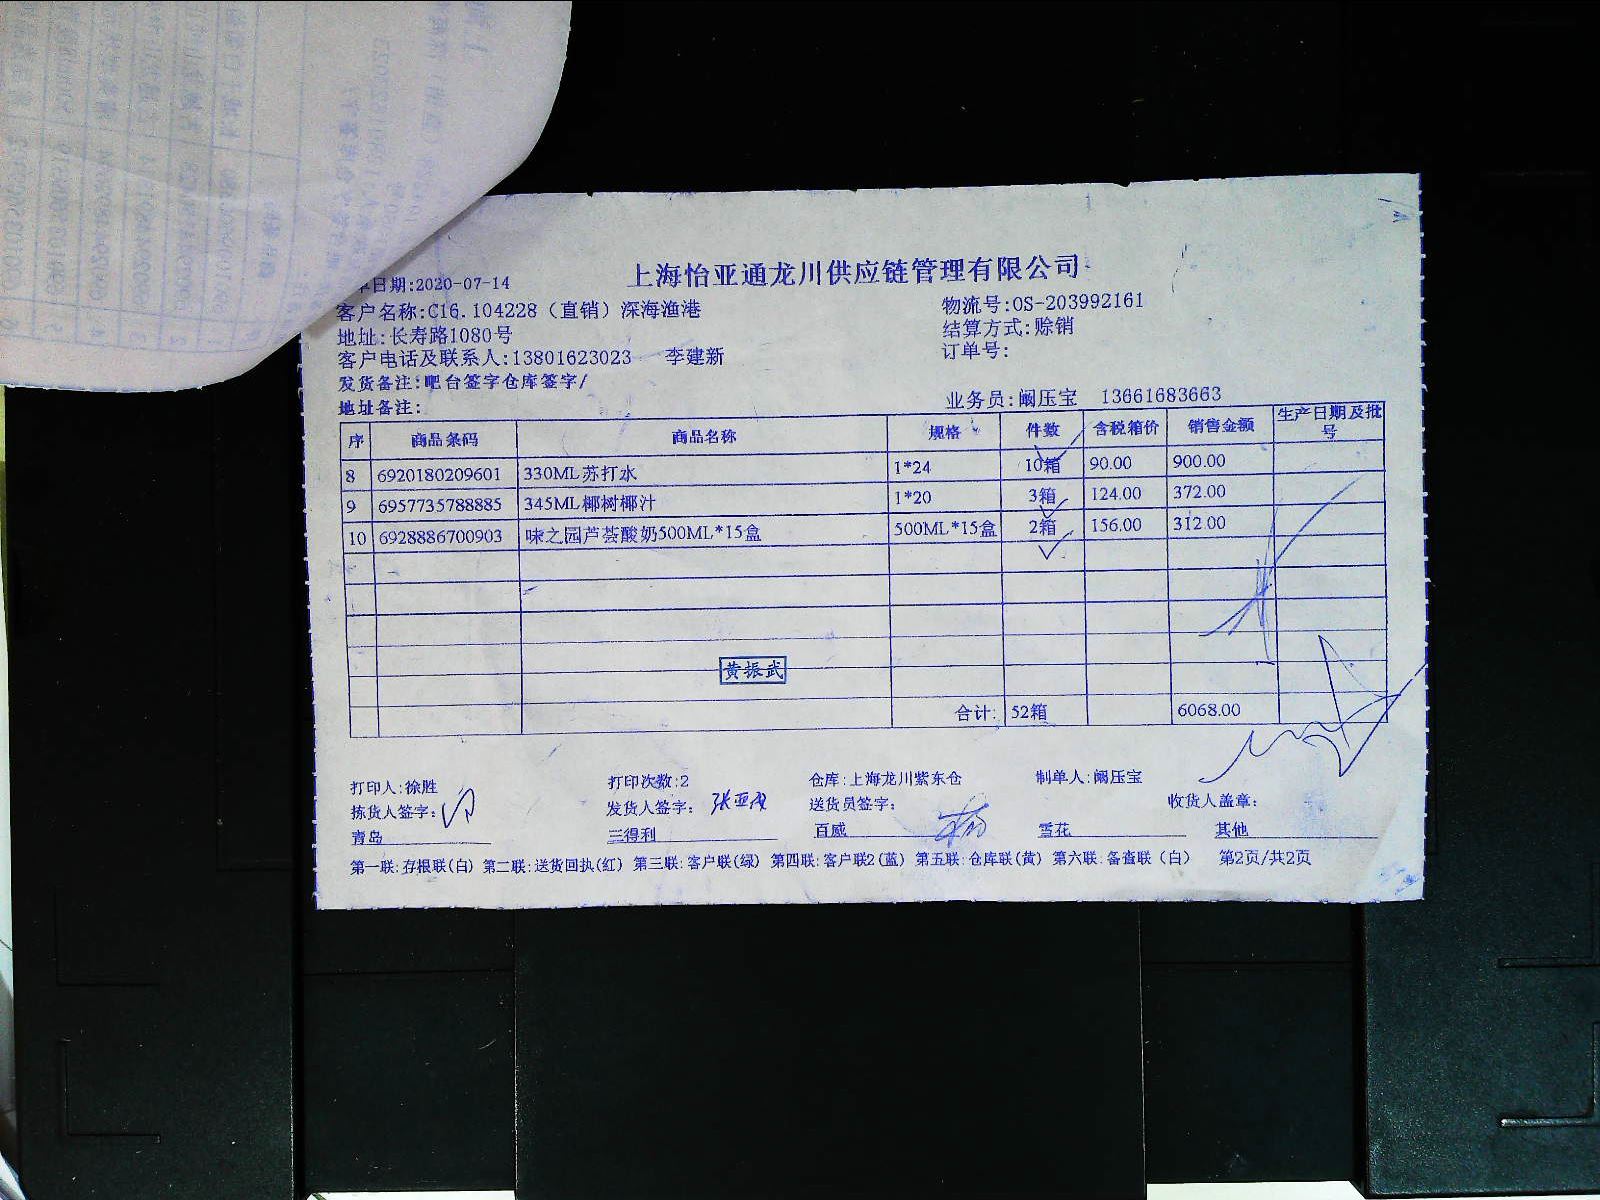 上海怡亚通龙川供应链管理有限公司
日期:2020-07-14
客户名称:C16.104228（直销）深海渔港 物流号:OS-203992161
地址:长寿路1080号 结算方式:赊销
客户电话及联系人:13801623023 李建新 订单号:
发货备注:吧台签字仓库签字/
地址备注: 业务员:阚压宝 13661683663
序 商品条码 商品名称 规格 件数 含税箱价 销售金额 生产日期及批号
8 6920180209601 330ML苏打水 1*24 10箱 90.00 900.00
9 6957735788885 345ML椰树椰汁 1*20 3箱 124.00 372.00
10 6928886700903 味之园芦荟酸奶500ML*15盒 500ML*15盒 2箱 156.00 312.00
黄振武
合计: 52箱 6068.00
打印人:徐胜 打印次数:2 仓库:上海龙川紫东仓 制单人:阚压宝
拣货人签字: 发货人签字: 送货员签字: 收货人盖章:
青岛 三得利 百威 雪花 其他
第一联:存根联(白) 第二联:送货回执(红) 第三联:客户联(绿) 第四联:客户联2(蓝) 第五联:仓库联(黄) 第六联:备查联（白） 第2页/共2页